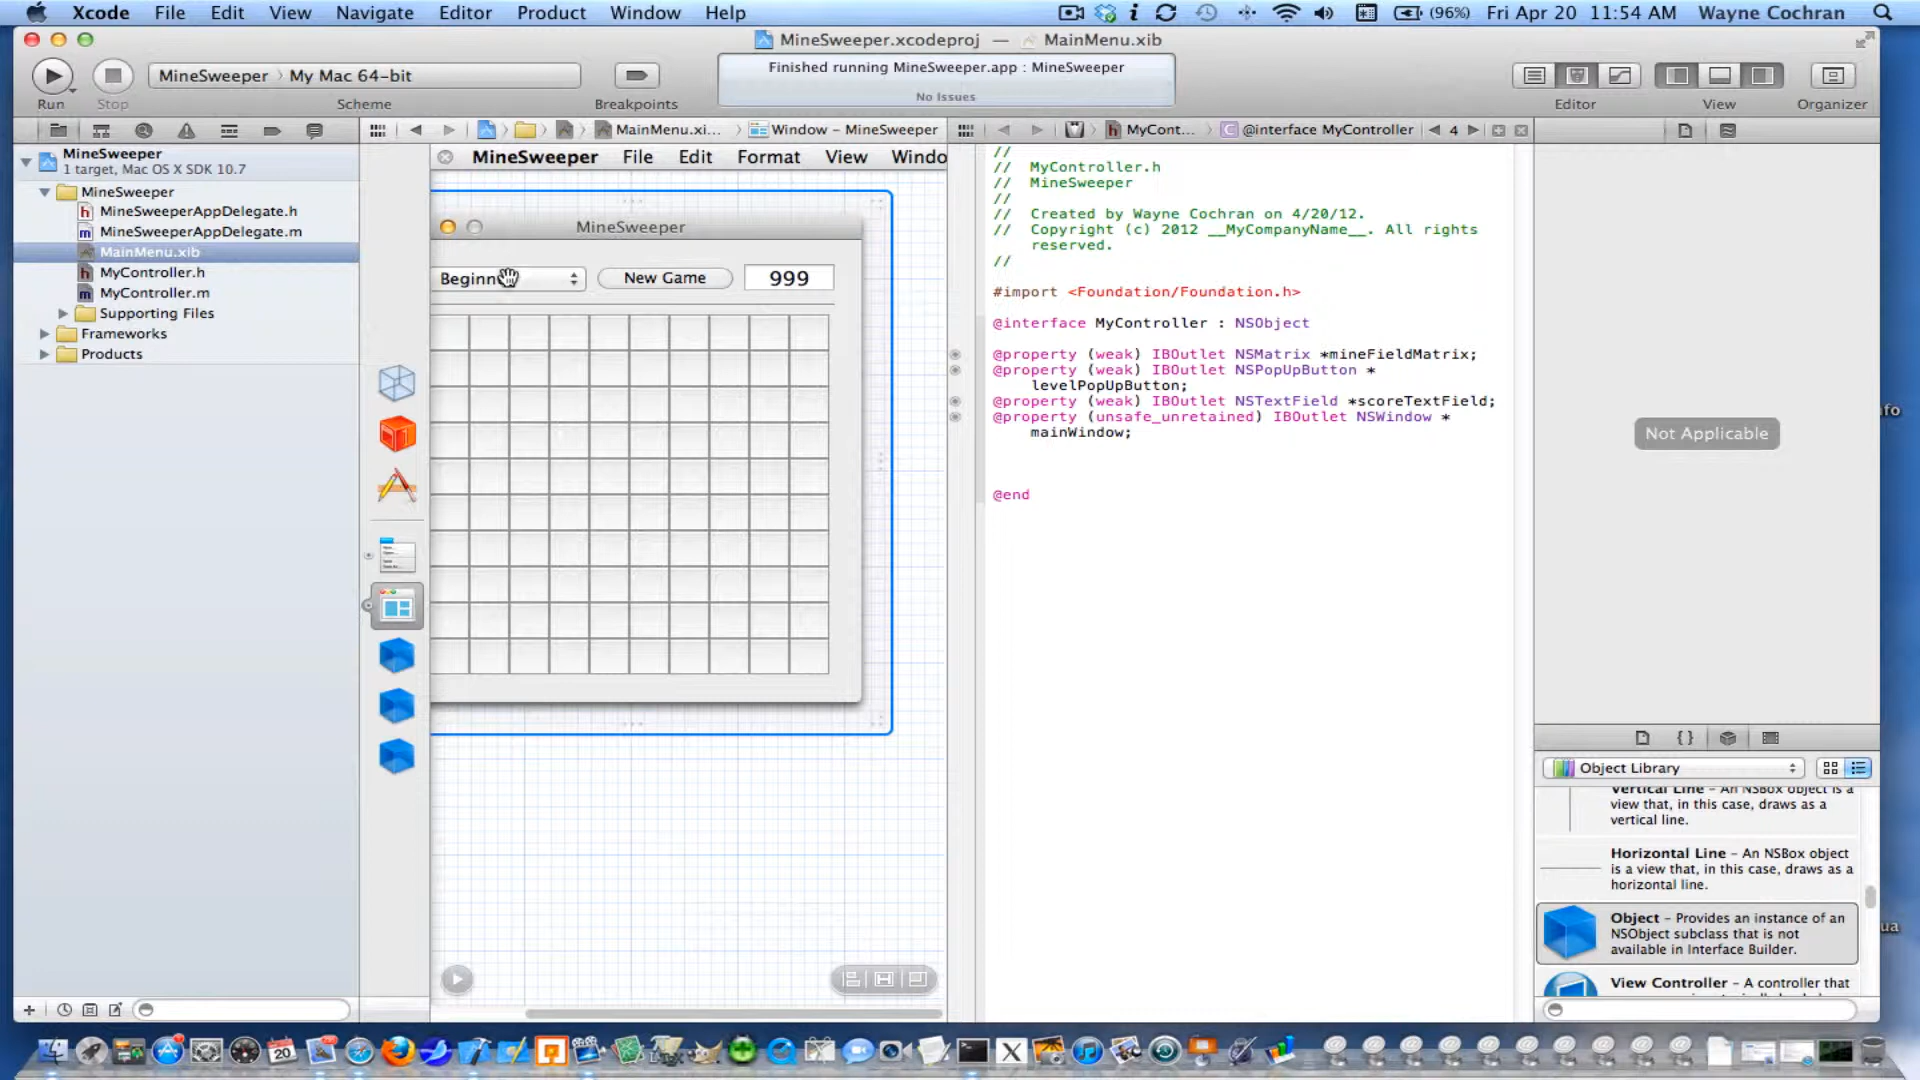 Xcode File Edit View Navigate Editor Product Window Help (96%) Fri Apr 20 11:54 AM Wayne Cochran
MineSweeper.xcodeproj — MainMenu.xib
MineSweeper › My Mac 64-bit
Finished running MineSweeper.app : MineSweeper
No Issues
Run Stop Scheme Breakpoints Editor View Organizer
MineSweeper
1 target, Mac OS X SDK 10.7
MineSweeper
MineSweeperAppDelegate.h
MineSweeperAppDelegate.m
MainMenu.xib
MyController.h
MyController.m
Supporting Files
Frameworks
Products
MainMenu.xi... Window – MineSweeper
MineSweeper File Edit Format View Windo
MineSweeper
New Game 999
MyCont... @interface MyController 4
//
// MyController.h
// MineSweeper
//
// Created by Wayne Cochran on 4/20/12.
// Copyright (c) 2012 __MyCompanyName__. All rights
reserved.
//
#import <Foundation/Foundation.h>
@interface MyController : NSObject
@property (weak) IBOutlet NSMatrix *mineFieldMatrix;
@property (weak) IBOutlet NSPopUpButton *
levelPopUpButton;
@property (weak) IBOutlet NSTextField *scoreTextField;
@property (unsafe_unretained) IBOutlet NSWindow *
mainWindow;
@end
Not Applicable
Object Library
Vertical Line – An NSBox object is a
view that, in this case, draws as a
vertical line.
Horizontal Line – An NSBox object
is a view that, in this case, draws as a
horizontal line.
Object – Provides an instance of an
NSObject subclass that is not
available in Interface Builder.
View Controller – A controller that
20